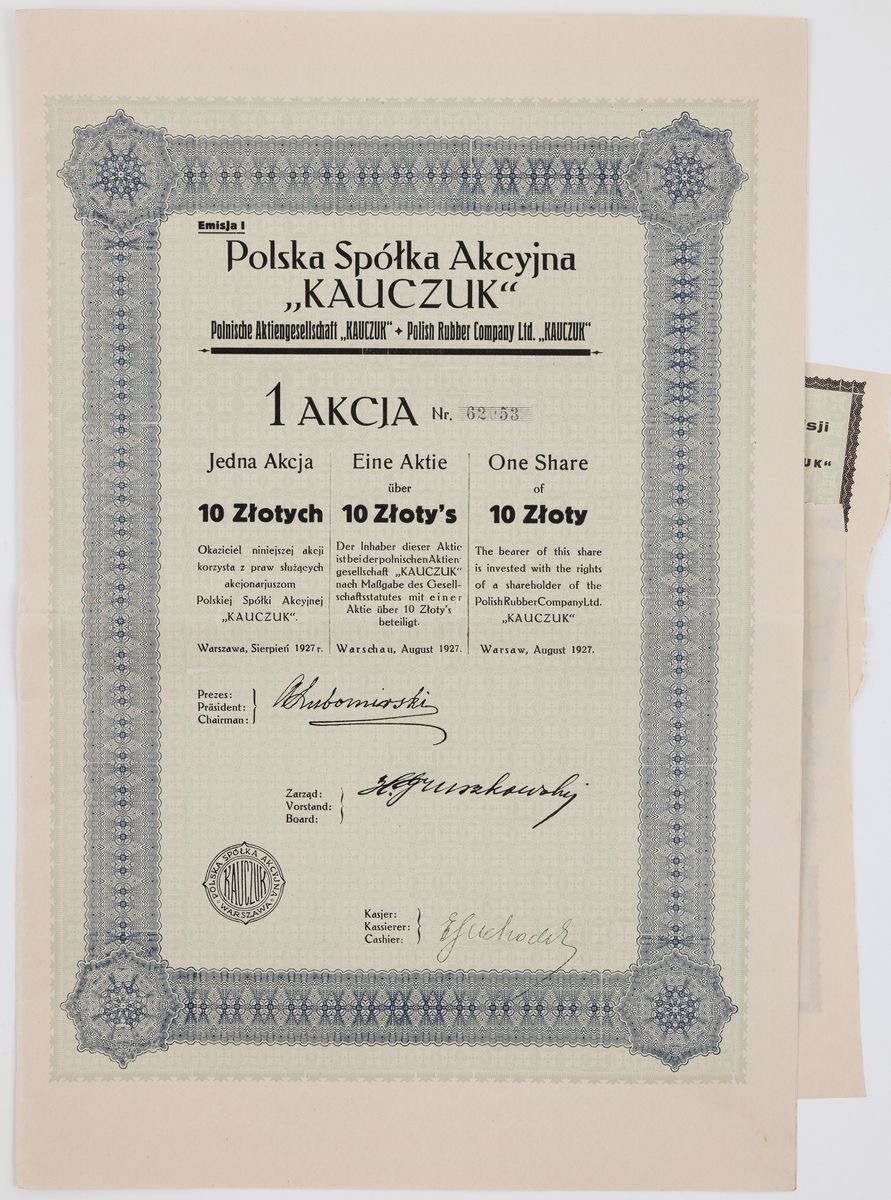 Emisja I
Polska Spółka Akcyjna
„KAUCZUK“
Polnische Aktiengesellschaft „KAUCZUK“ ✦ Polish Rubber Company Ltd. „KAUCZUK“
1 AKCJA Nr.
Jedna Akcja
10 Złotych
Okaziciel niniejszej akcji
korzysta z praw służących
akcjonarjuszom
Polskiej Spółki Akcyjnej
„KAUCZUK“.
Warszawa, Sierpień 1927 r.
Eine Aktie
über
10 Złoty's
Der Inhaber dieser Aktie
ist bei der polnischen Aktien-
gesellschaft „KAUCZUK“
nach Maßgabe des Gesell-
schaftsstatutes mit einer
Aktie über 10 Złoty's
beteiligt.
Warschau, August 1927.
One Share
of
10 Złoty
The bearer of this share
is invested with the rights
of a shareholder of the
Polish Rubber Company Ltd.
„KAUCZUK“
Warsaw, August 1927.
Prezes:
Präsident:
Chairman:
Lubomirski
Zarząd:
Vorstand:
Board:
POLSKA SPÓŁKA AKCYJNA
KAUCZUK
WARSZAWA
Kasjer:
Kassierer:
Cashier:
sji
UK“